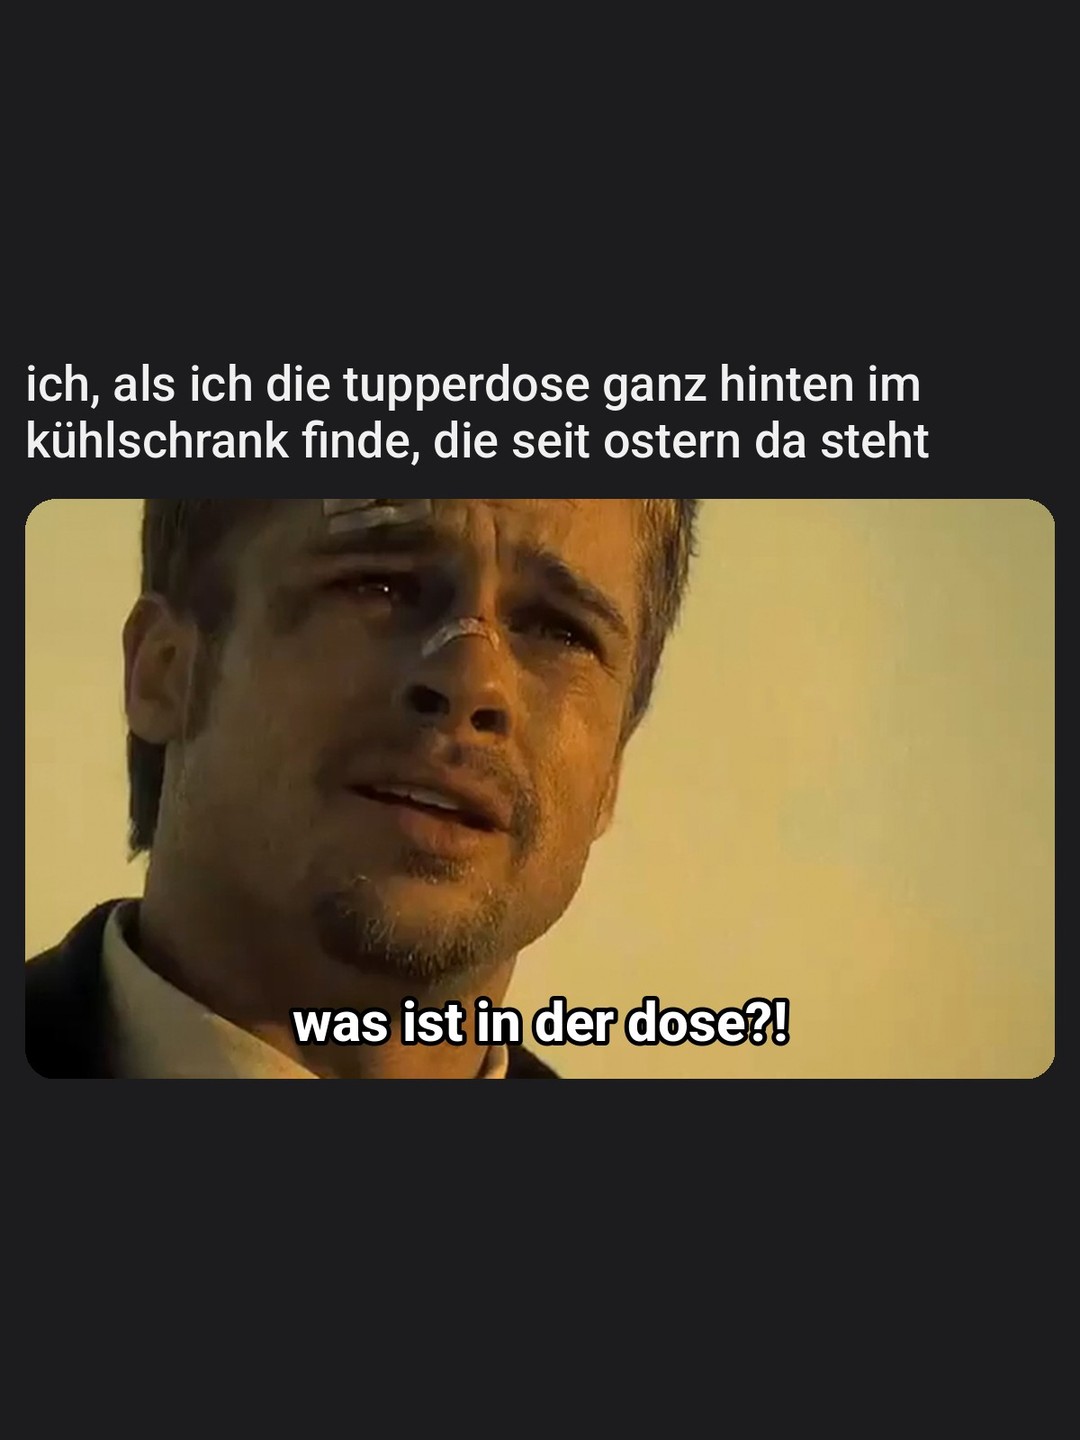 ich, als ich die tupperdose ganz hinten im
kühlschrank finde, die seit ostern da steht
was ist in der dose?!